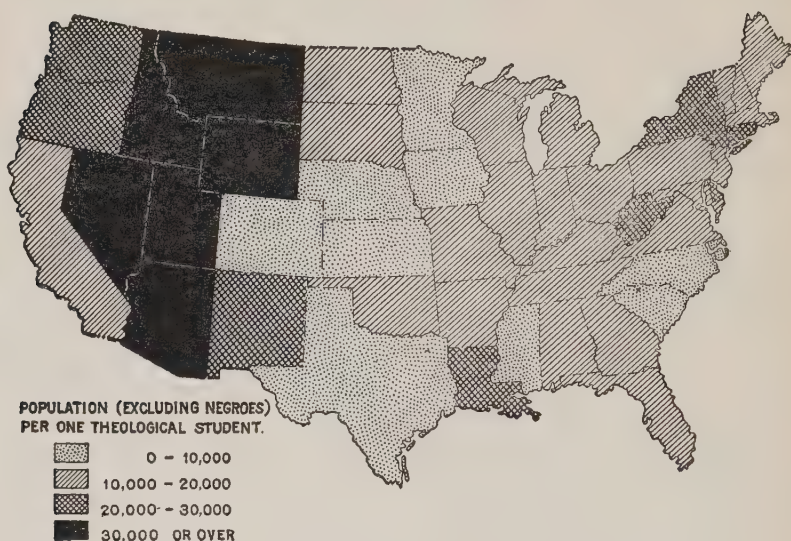 POPULATION (EXCLUDING NEGROES)
PER ONE THEOLOGICAL STUDENT.
0 - 10,000
10,000 - 20,000
20,000 - 30,000
30,000 OR OVER